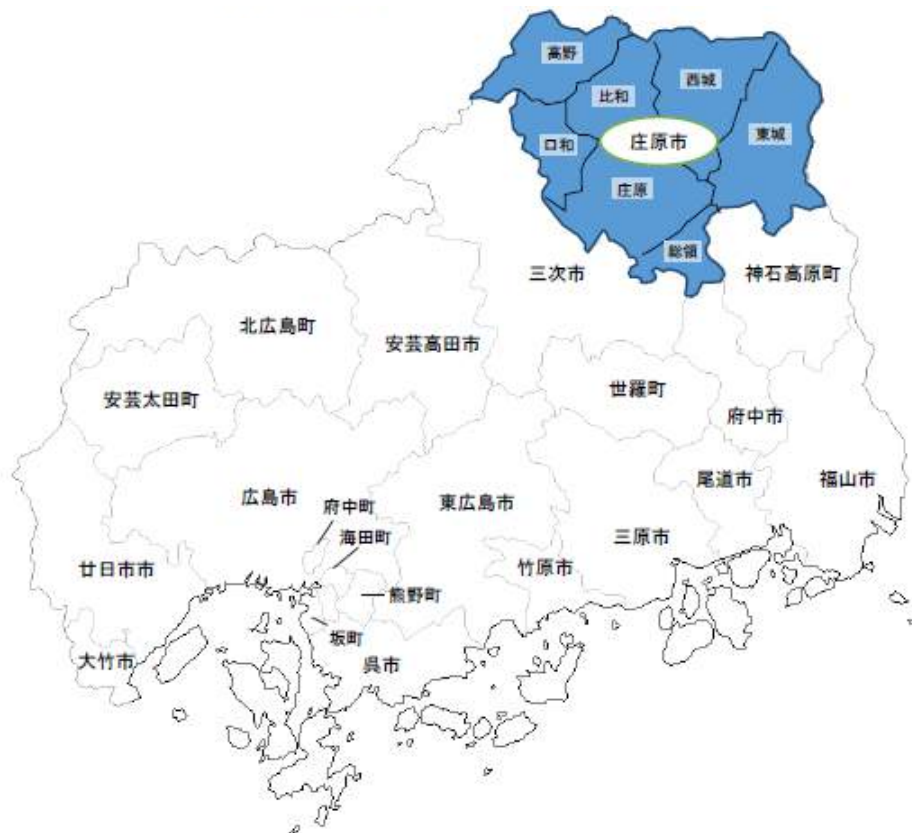 高野
西城
比和
東城
口和
庄原市
庄原
総領
三次市
神石高原町
北広島町
安芸高田市
世羅町
安芸太田町
府中市
尾道市
福山市
広島市
東広島市
府中町
海田町
三原市
竹原市
廿日市市
熊野町
坂町
大竹市
呉市